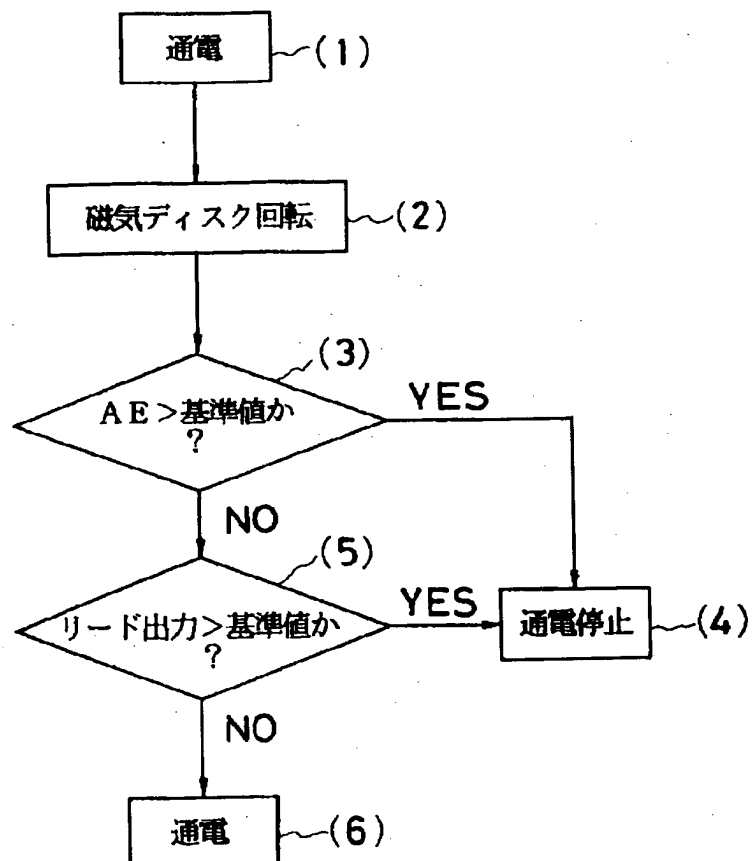 通電
(1)
磁気ディスク回転
(2)
(3)
AE>基準値か
?
YES
NO
(5)
リード出力>基準値か
?
YES
通電停止
(4)
NO
通電
(6)